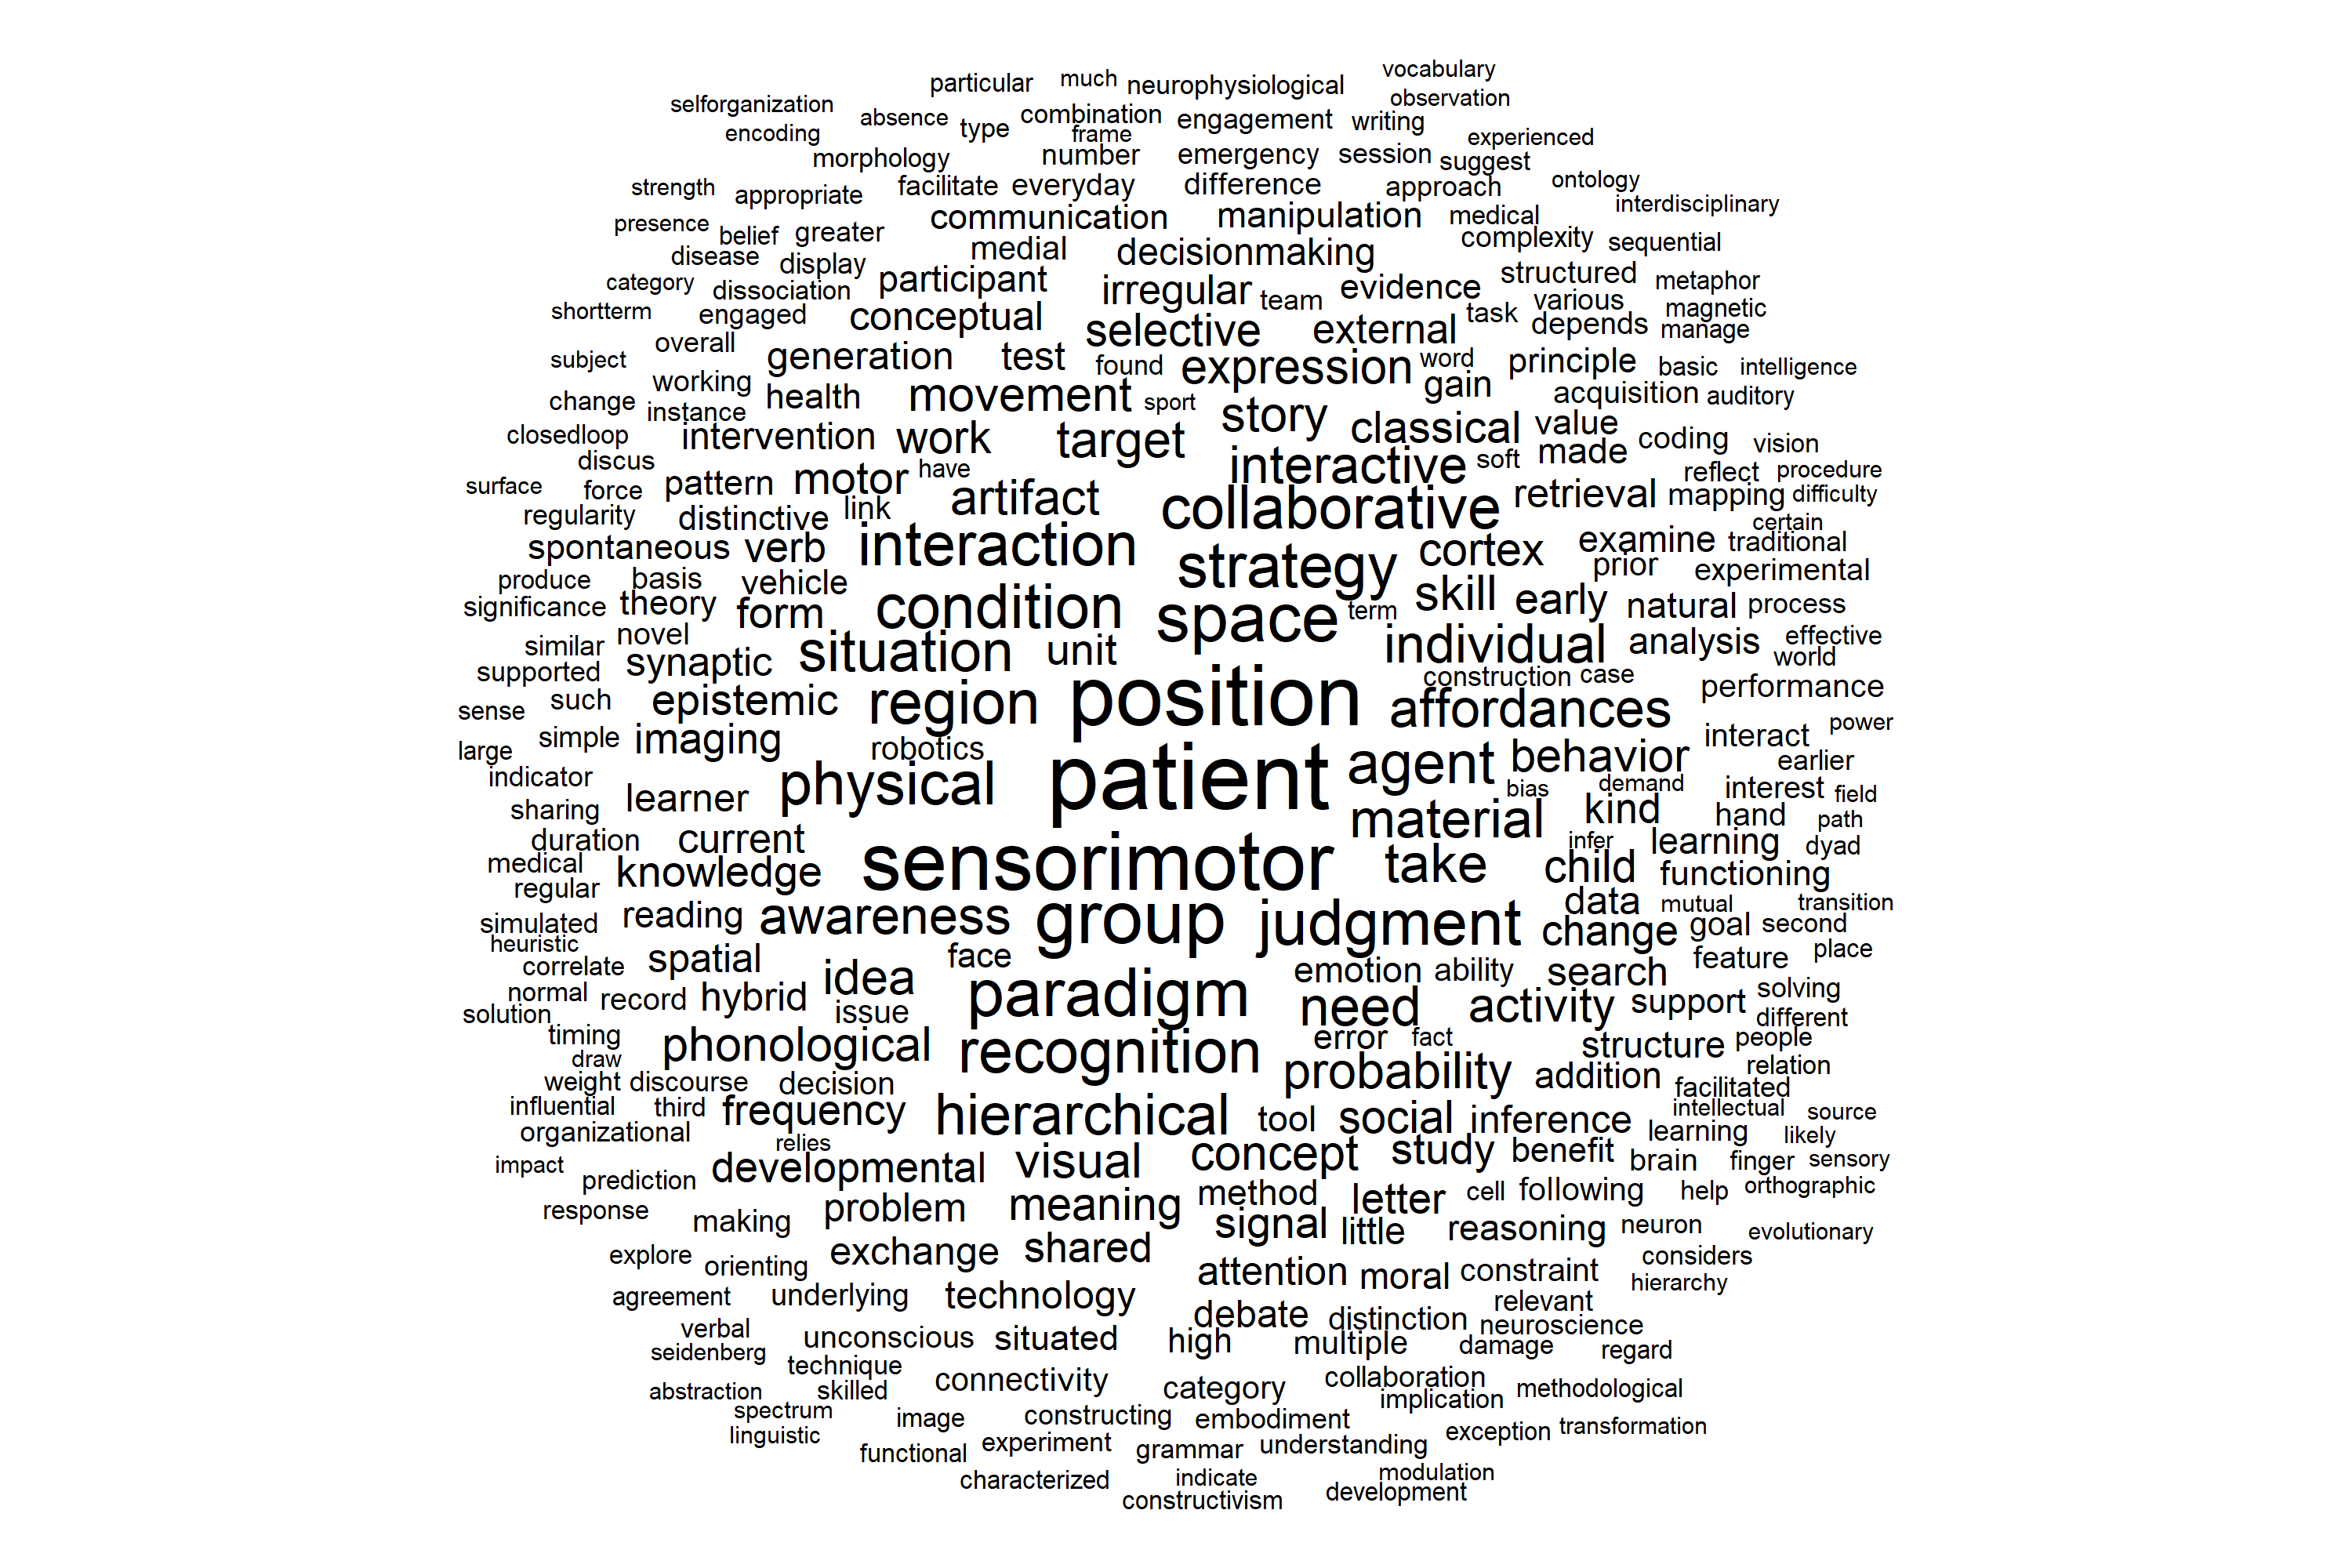 vocabulary
particular much neurophysiological
selforganization absence combination engagement writing observation
encoding type frame experienced
morphology number emergency session suggest
strength appropriate facilitate everyday difference approach ontology
presence belief greater communication manipulation medical interdisciplinary
disease display medial decisionmaking complexity sequential
category dissociation participant irregular team evidence structured metaphor
shortterm engaged conceptual selective external task various depends magnetic manage
overall generation test found expression word principle basic intelligence
subject working health movement sport gain acquisition auditory
change instance story classical value
closedloop intervention work target interactive soft made coding vision
discus pattern motor have reflect procedure
surface force artifact collaborative retrieval mapping difficulty
regularity distinctive link certain
spontaneous verb interaction strategy cortex examine traditional
produce basis vehicle prior experimental
significance theory form condition space term skill early natural process
similar novel situation unit individual analysis effective
supported synaptic construction case world
sense such epistemic region position affordances performance
large simple imaging robotics agent behavior interact power
indicator physical patient bias demand earlier
sharing learner material kind interest field
duration current hand path
medical knowledge sensorimotor take infer child learning dyad
regular functioning
simulated reading awareness group judgment data mutual transition
heuristic change goal second
correlate spatial face emotion ability search feature place
normal record hybrid idea paradigm need activity support solving
solution issue different
timing phonological recognition error fact structure people
draw relation
weight discourse decision probability addition facilitated
influential third frequency hierarchical tool social inference intellectual source
organizational relies learning likely
impact prediction developmental visual concept study benefit brain finger sensory
response making problem meaning method letter cell following help orthographic
signal little reasoning neuron evolutionary
explore orienting exchange shared considers
agreement underlying technology attention moral constraint hierarchy
verbal debate distinction relevant
seidenberg unconscious situated high multiple neuroscience damage regard
technique
abstraction skilled connectivity category collaboration implication methodological
spectrum image constructing embodiment exception transformation
linguistic functional experiment grammar understanding
characterized indicate modulation
constructivism development